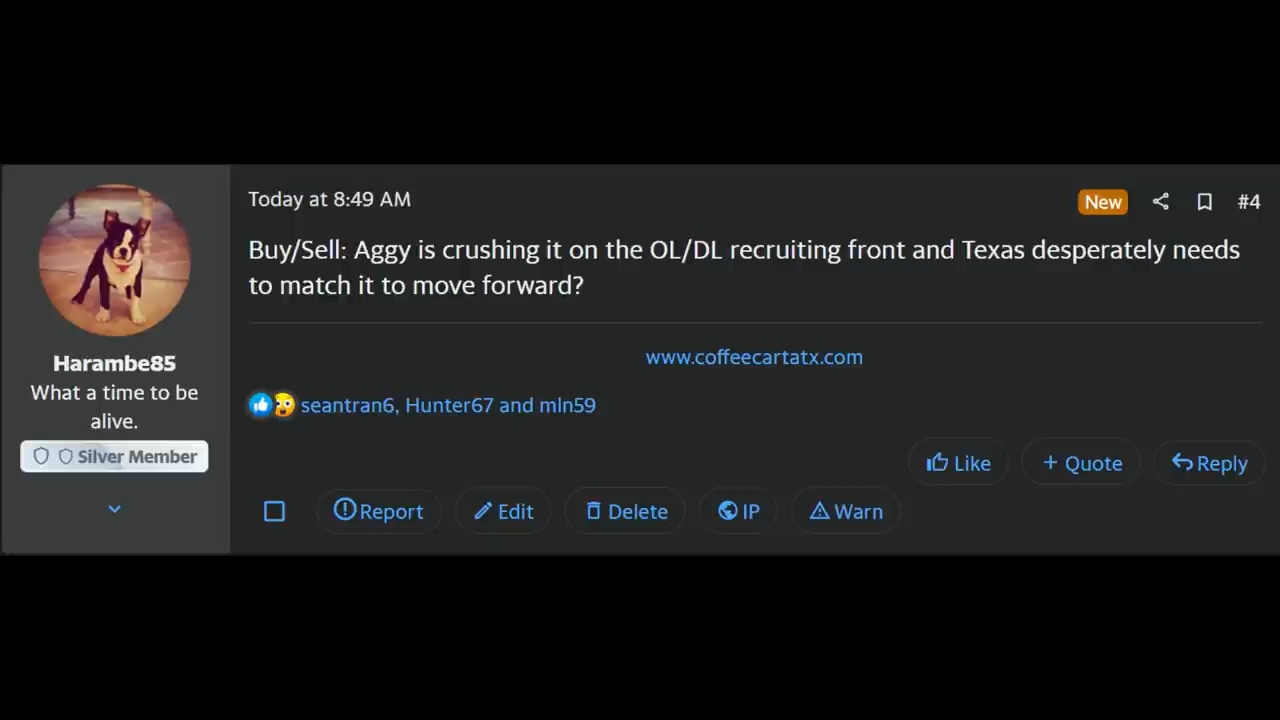 Today at 8:49 AM
New
#4
Buy/Sell: Aggy is crushing it on the OL/DL recruiting front and Texas desperately needs
to match it to move forward?
Harambe85
What a time to be
alive.
Silver Member
www.coffeecartatx.com
seantran6, Hunter67 and mln59
Like
+ Quote
Reply
Report
Edit
Delete
IP
Warn